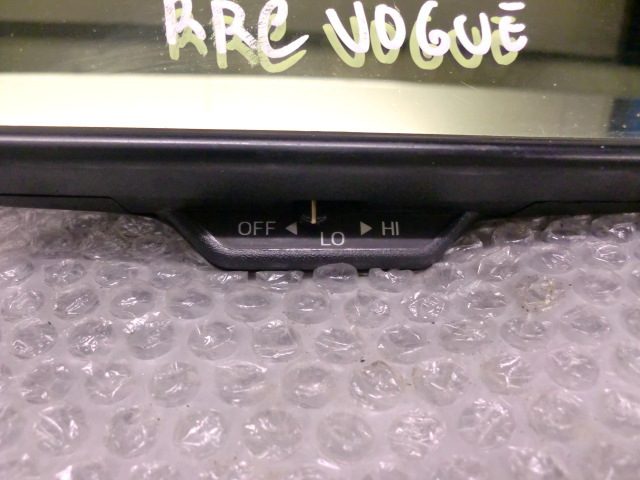 RRC VOGUE
OFF ◄ LO ► HI